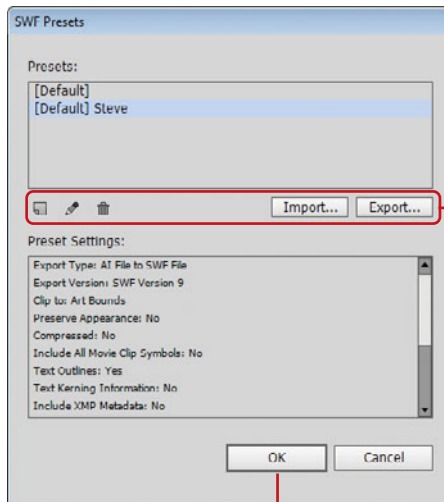 SWF Presets
Presets:
[Default]
[Default] Steve
Import... Export...
Preset Settings:
Export Type: AI File to SWF File
Export Version: SWF Version 9
Clip to: Art Bounds
Preserve Appearance: No
Compressed: No
Include All Movie Clip Symbols: No
Text Outlines: Yes
Text Kerning Information: No
Include XMP Metadata: No
OK Cancel